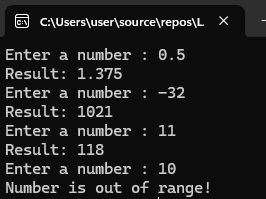 C:\Users\user\source\repos\L.
Enter a number : 0.5
Result: 1.375
Enter a number : -32
Result: 1021
Enter a number : 11
Result: 118
Enter a number : 10
Number is out of range!